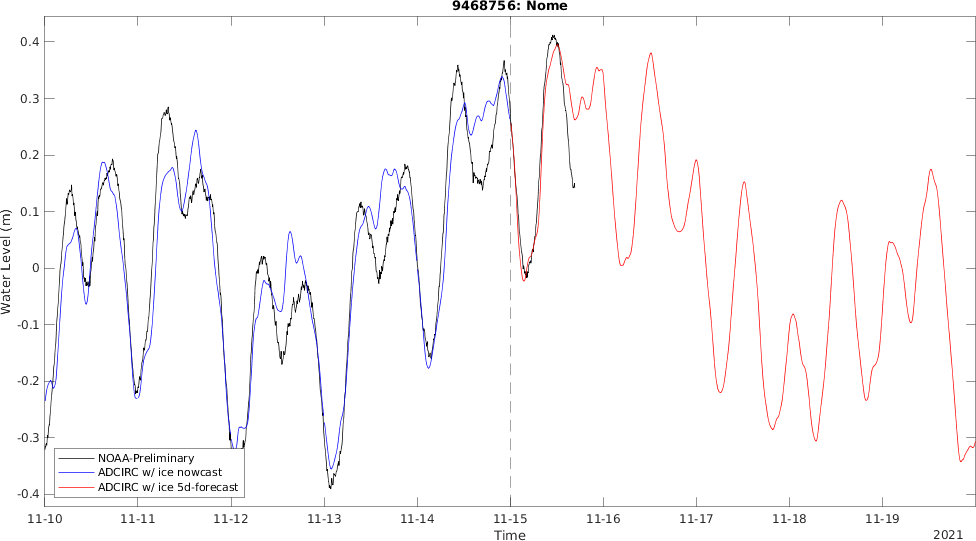 9468756: Nome
0.4
0.3
0.2
0.1
0
-0.1
-0.2
-0.3
-0.4
Water Level (m)
NOAA-Preliminary
ADCIRC w/ ice nowcast
ADCIRC w/ ice 5d-forecast
11-10 11-11 11-12 11-13 11-14 11-15 11-16 11-17 11-18 11-19
Time
2021